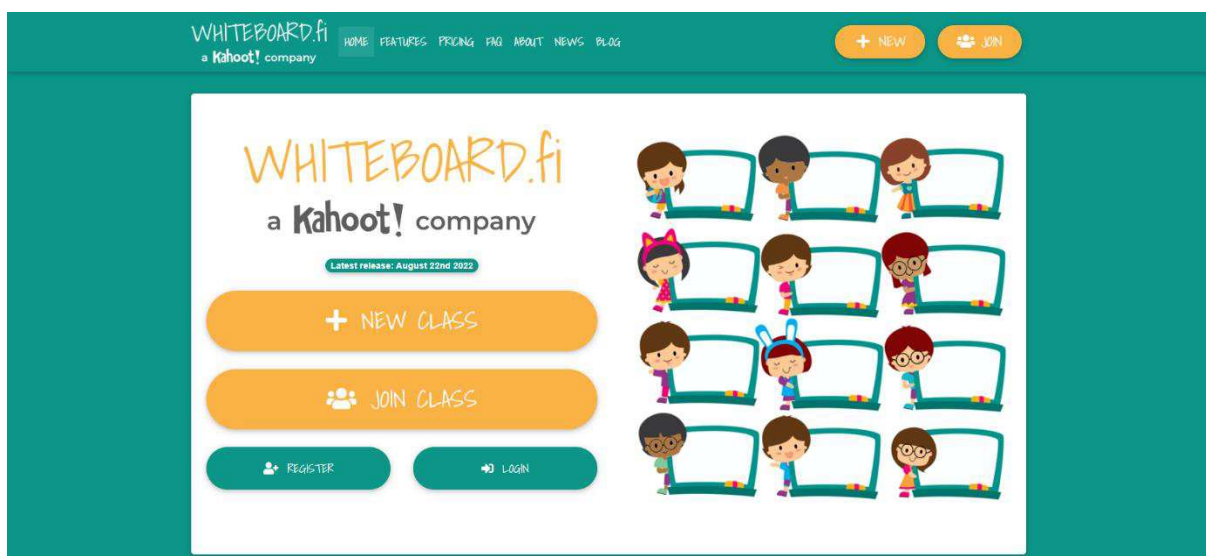 WHITEBOARD.fi
a Kahoot! company
HOME FEATURES PRICING FAQ ABOUT NEWS BLOG
NEW JOIN
WHITEBOARD.fi
a Kahoot! company
Latest release: August 22nd 2022
NEW CLASS
JOIN CLASS
REGISTER LOGIN